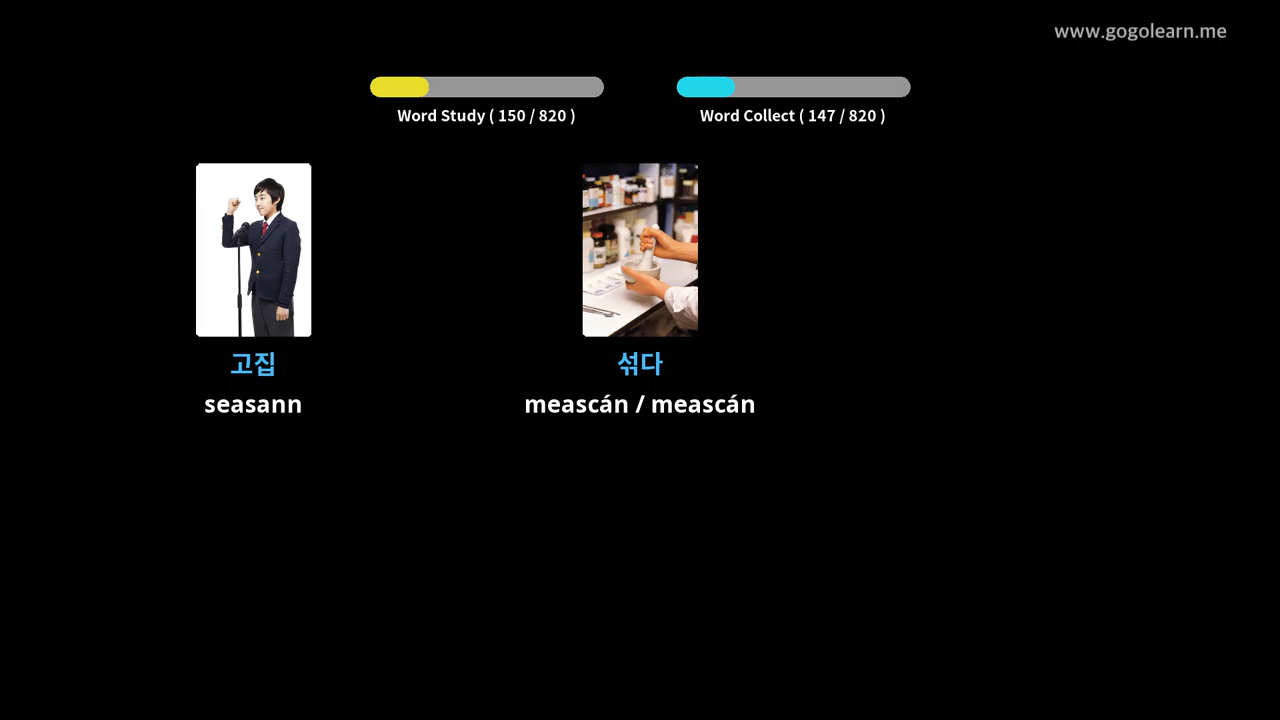 www.gogolearn.me
Word Study ( 150 / 820 )
Word Collect ( 147 / 820 )
고집
seasann
섞다
meascán / meascán